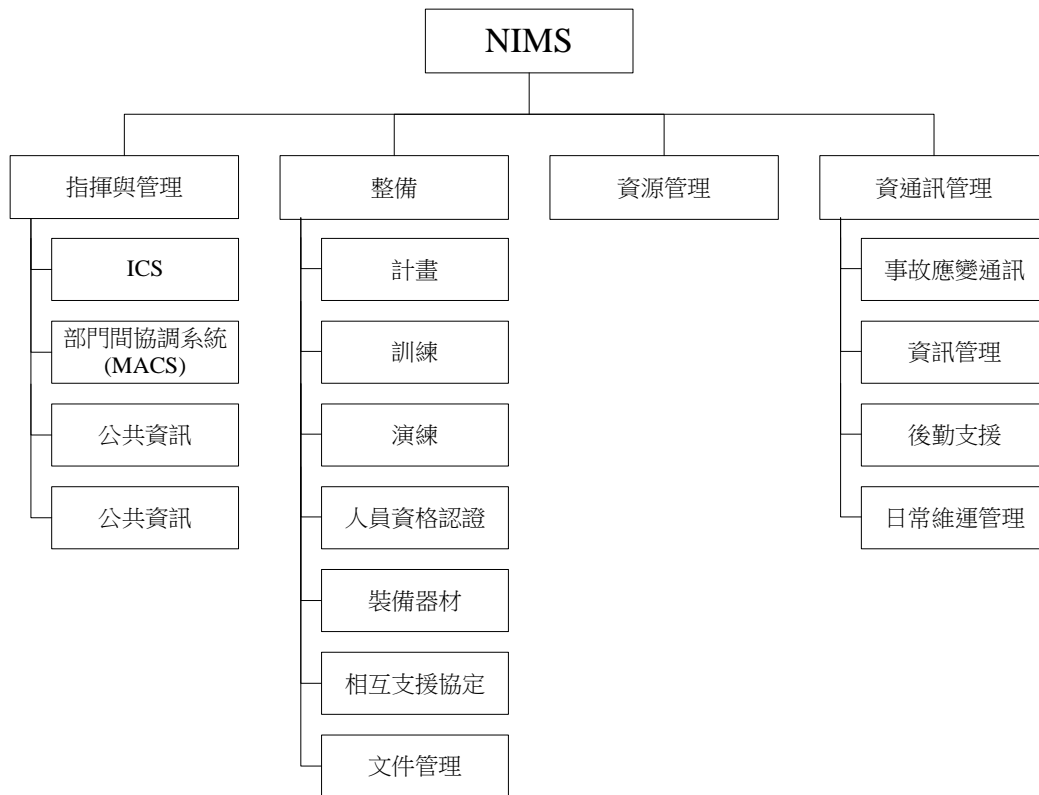 NIMS
指揮與管理
ICS
部門間協調系統
(MACS)
公共資訊
公共資訊
整備
計畫
訓練
演練
人員資格認證
裝備器材
相互支援協定
文件管理
資源管理
資通訊管理
事故應變通訊
資訊管理
後勤支援
日常維運管理